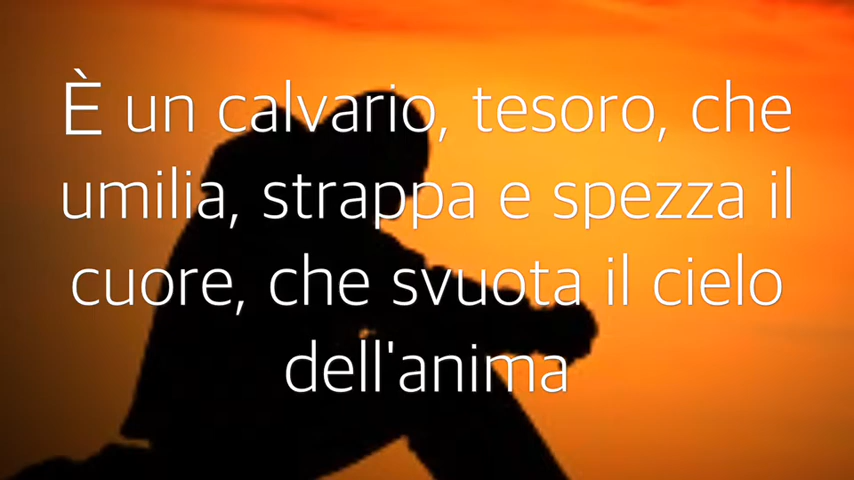 È un calvario, tesoro, che
umilia, strappa e spezza il
cuore, che svuota il cielo
dell'anima